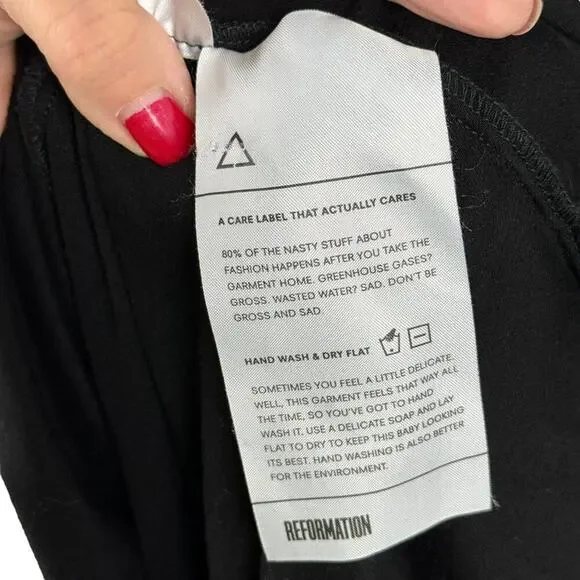 A CARE LABEL THAT ACTUALLY CARES
80% OF THE NASTY STUFF ABOUT
FASHION HAPPENS AFTER YOU TAKE THE
GARMENT HOME. GREENHOUSE GASES?
GROSS. WASTED WATER? SAD. DON'T BE
GROSS AND SAD.
HAND WASH & DRY FLAT
SOMETIMES YOU FEEL A LITTLE DELICATE.
WELL, THIS GARMENT FEELS THAT WAY ALL
THE TIME, SO YOU'VE GOT TO HAND
WASH IT. USE A DELICATE SOAP AND LAY
FLAT TO DRY TO KEEP THIS BABY LOOKING
ITS BEST. HAND WASHING IS ALSO BETTER
FOR THE ENVIRONMENT.
REFORMATION